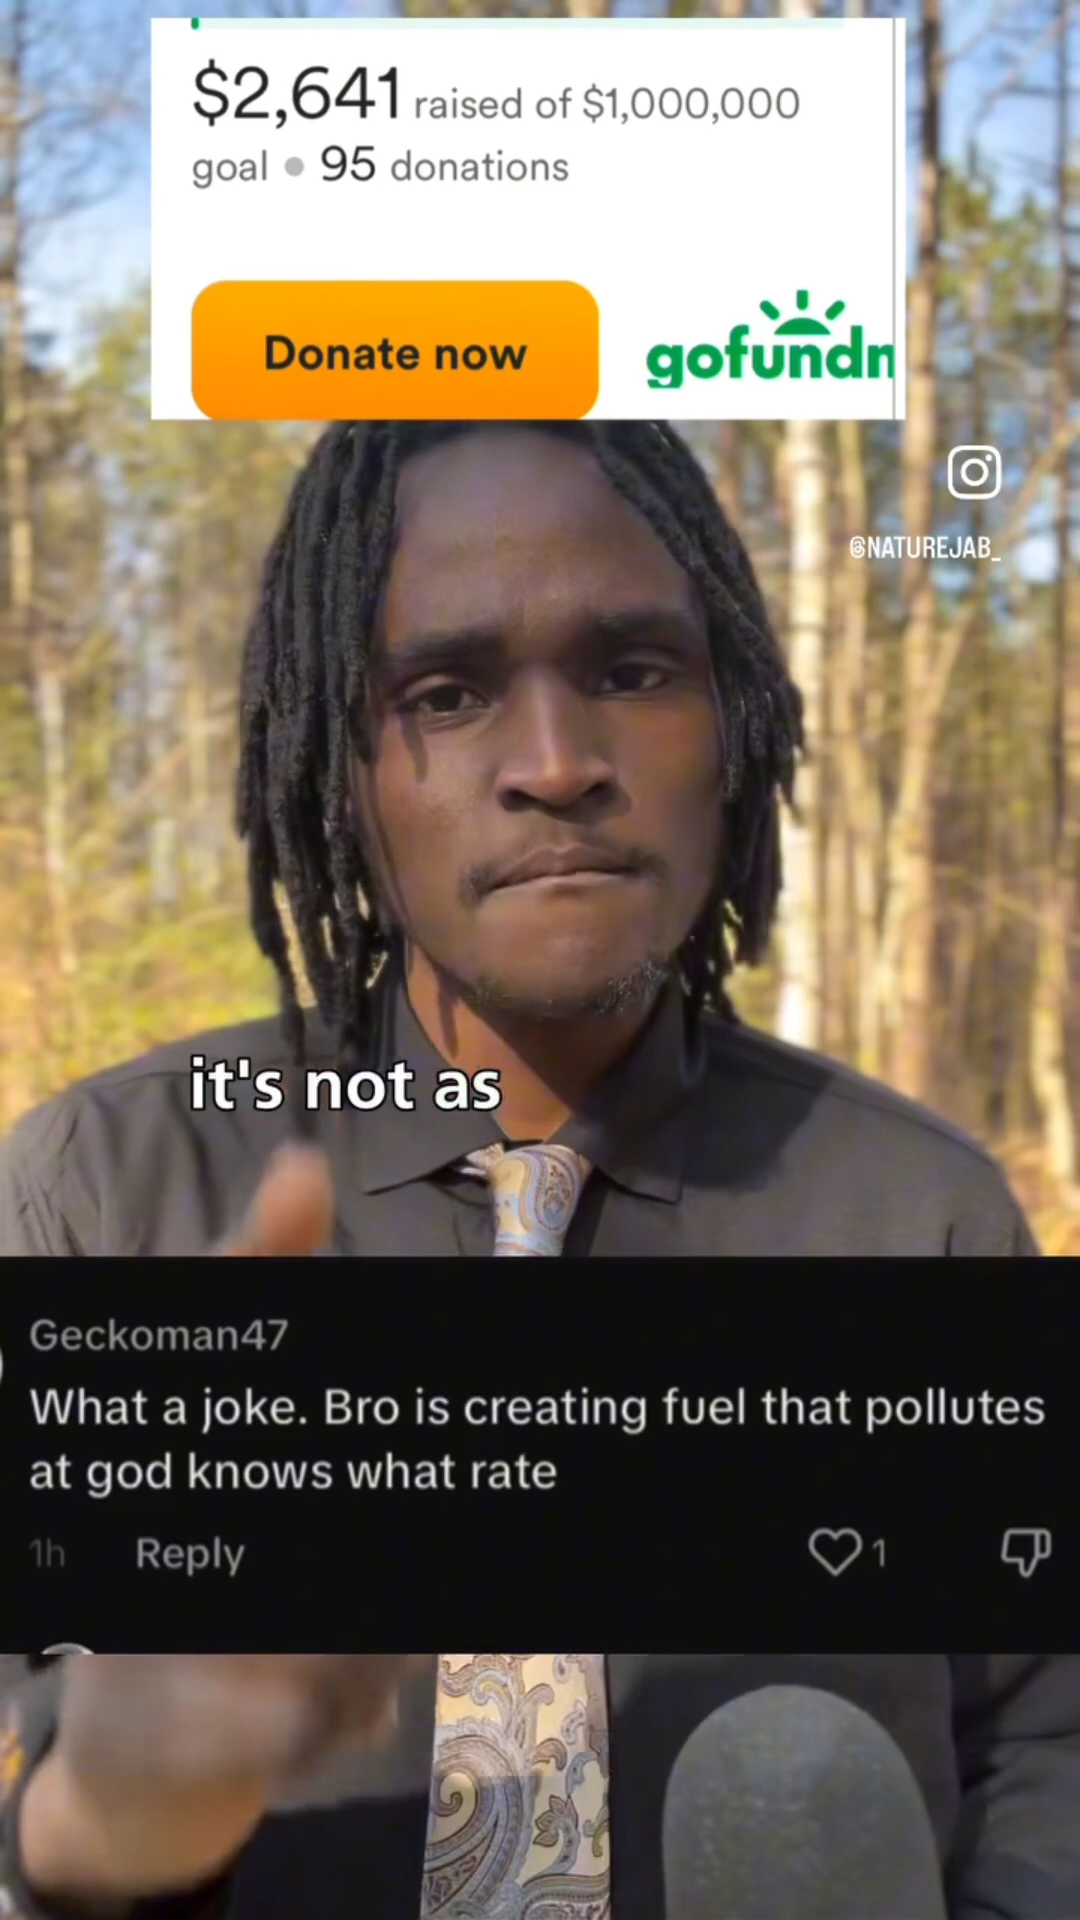 $2,641 raised of $1,000,000
goal • 95 donations
Donate now
gofundm
@NATUREJAB_
it's not as
Geckoman47
What a joke. Bro is creating fuel that pollutes
at god knows what rate
1h Reply 1